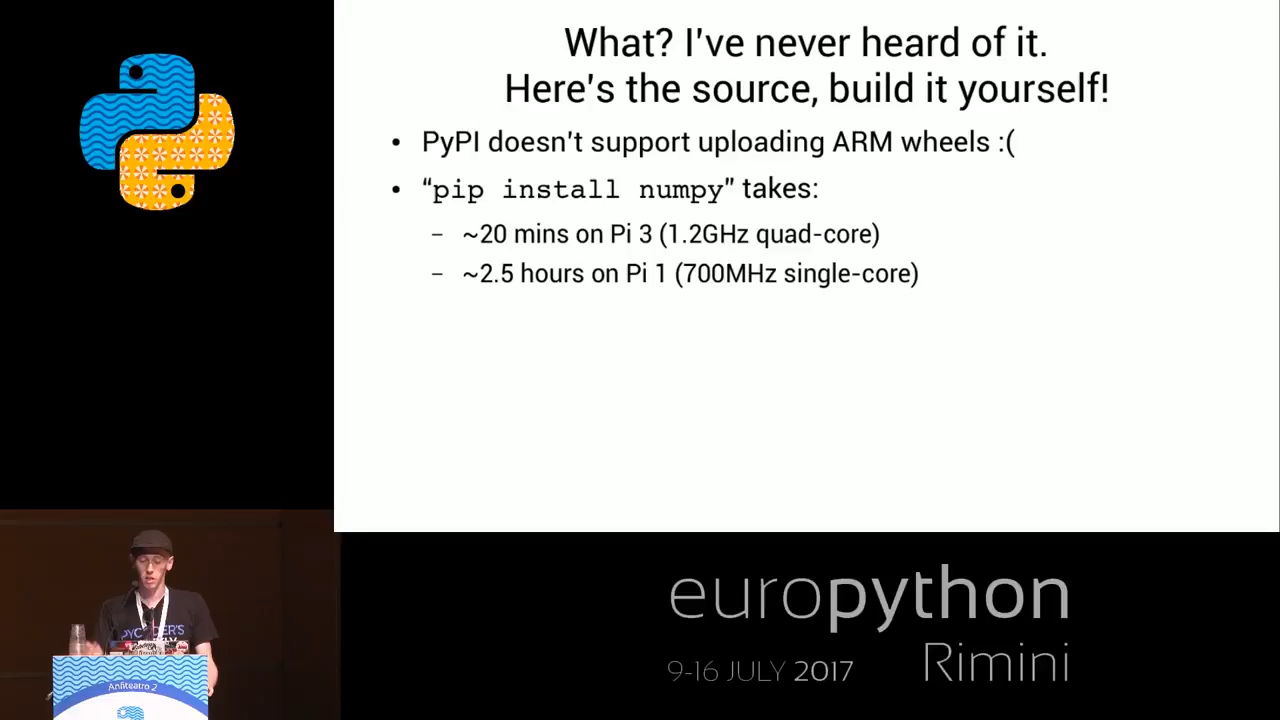 What? I've never heard of it.
Here's the source, build it yourself!
• PyPI doesn't support uploading ARM wheels :(
• “pip install numpy” takes:
– ~20 mins on Pi 3 (1.2GHz quad-core)
– ~2.5 hours on Pi 1 (700MHz single-core)
PYCODER'S
Anfiteatro 2
europython
Rimini
9-16 JULY 2017